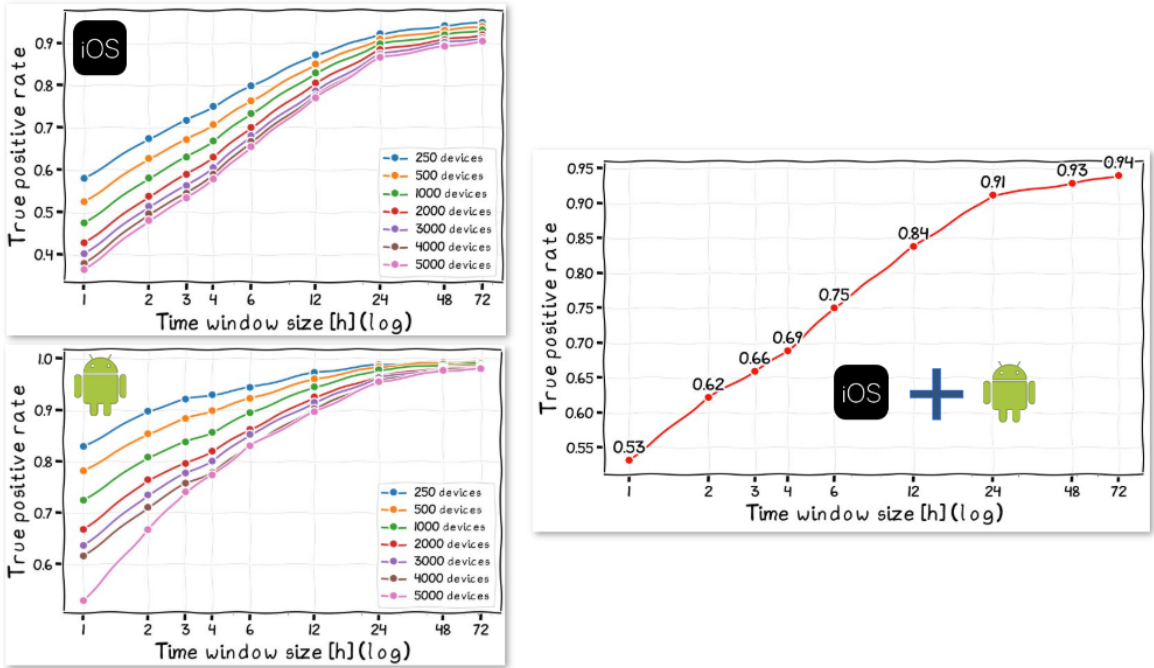 iOS
True positive rate
0.9
0.8
0.7
0.6
0.5
0.4
250 devices
500 devices
1000 devices
2000 devices
3000 devices
4000 devices
5000 devices
1 2 3 4 6 12 24 48 72
Time window size [h] (log)
True positive rate
1.0
0.9
0.8
0.7
0.6
250 devices
500 devices
1000 devices
2000 devices
3000 devices
4000 devices
5000 devices
1 2 3 4 6 12 24 48 72
Time window size [h] (log)
True positive rate
0.95
0.90
0.85
0.80
0.75
0.70
0.65
0.60
0.55
0.53 0.62 0.66 0.69 0.75 0.84 0.91 0.93 0.94
iOS
1 2 3 4 6 12 24 48 72
Time window size [h] (log)